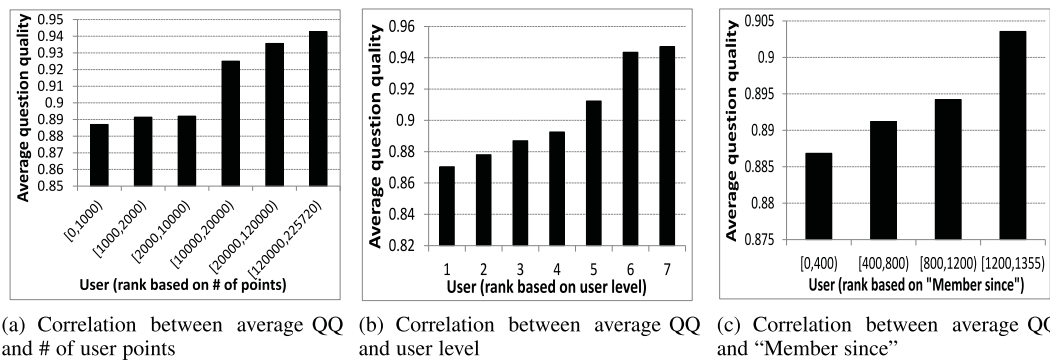 0.95
0.94
0.93
0.92
0.91
0.9
0.89
0.88
0.87
0.86
0.85
Average question quality
[0,1000)
[1000,2000)
[2000,10000)
[10000,20000)
[20000,120000)
[120000,225720)
User (rank based on # of points)
(a) Correlation between average QQ
and # of user points
0.96
0.94
0.92
0.9
0.88
0.86
0.84
0.82
Average question quality
1 2 3 4 5 6 7
User (rank based on user level)
(b) Correlation between average QQ
and user level
0.905
0.9
0.895
0.89
0.885
0.88
0.875
Average question quality
[0,400) [400,800) [800,1200) [1200,1355)
User (rank based on "Member since")
(c) Correlation between average QQ
and “Member since”